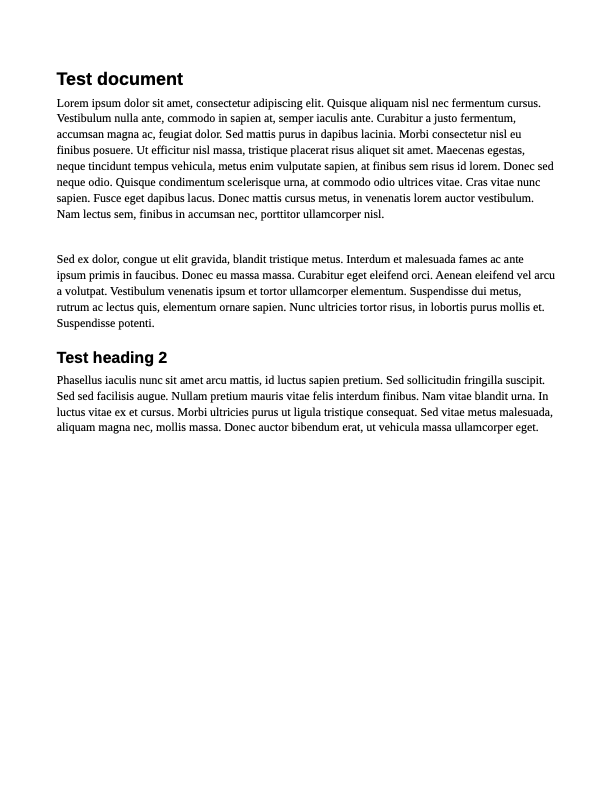 Test document
Lorem ipsum dolor sit amet, consectetur adipiscing elit. Quisque aliquam nisl nec fermentum cursus.
Vestibulum nulla ante, commodo in sapien at, semper iaculis ante. Curabitur a justo fermentum,
accumsan magna ac, feugiat dolor. Sed mattis purus in dapibus lacinia. Morbi consectetur nisl eu
finibus posuere. Ut efficitur nisl massa, tristique placerat risus aliquet sit amet. Maecenas egestas,
neque tincidunt tempus vehicula, metus enim vulputate sapien, at finibus sem risus id lorem. Donec sed
neque odio. Quisque condimentum scelerisque urna, at commodo odio ultrices vitae. Cras vitae nunc
sapien. Fusce eget dapibus lacus. Donec mattis cursus metus, in venenatis lorem auctor vestibulum.
Nam lectus sem, finibus in accumsan nec, porttitor ullamcorper nisl.
Sed ex dolor, congue ut elit gravida, blandit tristique metus. Interdum et malesuada fames ac ante
ipsum primis in faucibus. Donec eu massa massa. Curabitur eget eleifend orci. Aenean eleifend vel arcu
a volutpat. Vestibulum venenatis ipsum et tortor ullamcorper elementum. Suspendisse dui metus,
rutrum ac lectus quis, elementum ornare sapien. Nunc ultricies tortor risus, in lobortis purus mollis et.
Suspendisse potenti.
Test heading 2
Phasellus iaculis nunc sit amet arcu mattis, id luctus sapien pretium. Sed sollicitudin fringilla suscipit.
Sed sed facilisis augue. Nullam pretium mauris vitae felis interdum finibus. Nam vitae blandit urna. In
luctus vitae ex et cursus. Morbi ultricies purus ut ligula tristique consequat. Sed vitae metus malesuada,
aliquam magna nec, mollis massa. Donec auctor bibendum erat, ut vehicula massa ullamcorper eget.